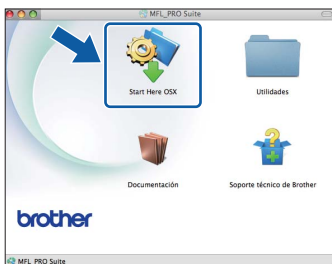 MFL_PRO Suite
Start Here OSX
Utilidades
Documentación
Soporte técnico de Brother
brother
MFL_PRO Suite